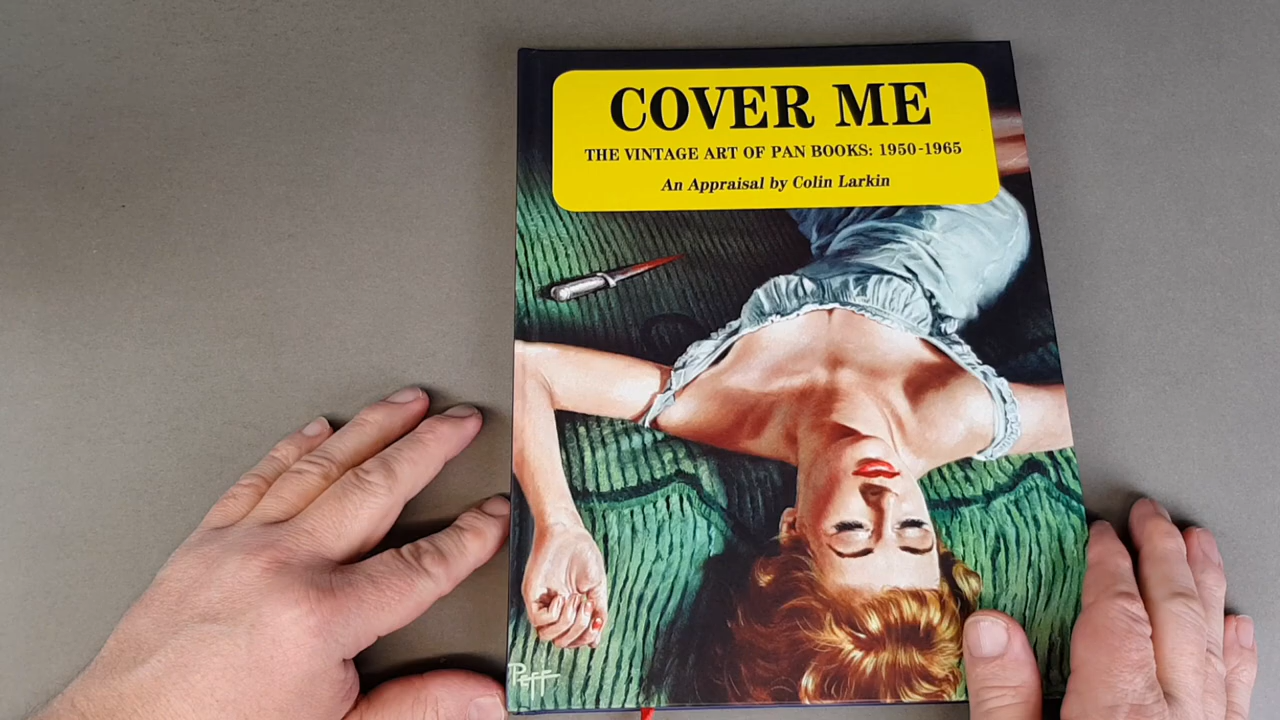 COVER ME
THE VINTAGE ART OF PAN BOOKS: 1950-1965
An Appraisal by Colin Larkin
Peff